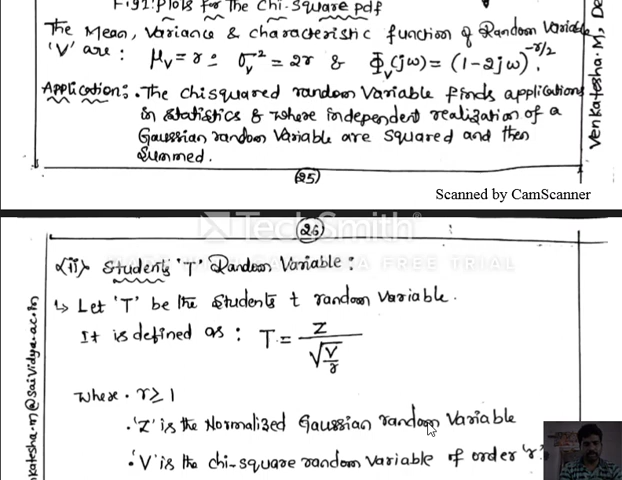 Fig1: Plots for the Chi-Square pdf
The Mean, Variance & characteristic function of Random Variable
'V' are : μv = r ; σv² = 2r & Φv(jω) = (1-2jω)^-r/2.
Application: . The chisquared random Variable finds application
in statistics & where independent realization of a
Gaussian random Variable are squared and then
Summed.
(25)
Venkatesha.M, De
Scanned by CamScanner
TechSmith
26
FREE TRIAL
(ii) Students 'T' Random Variable :
↳ Let 'T' be the Students t random Variable.
It is defined as : T = Z / √(V/r)
Where . r ≥ 1
. 'Z' is the Normalized Gaussian random Variable
. 'V' is the chi-square random Variable of order 'r'.
nkatesha.m@saividya.ac.in